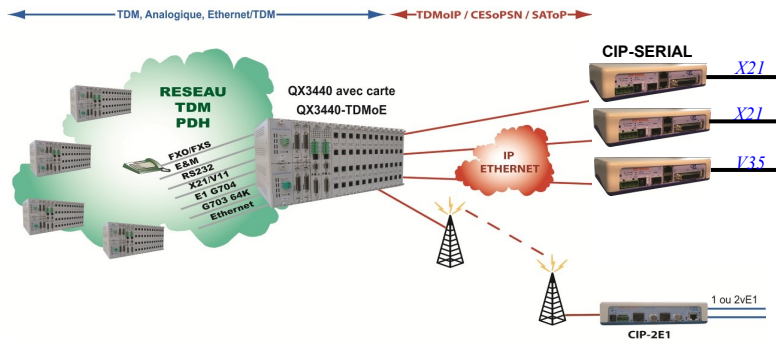 TDM, Analogique, Ethernet/TDM
TDMoIP / CESoPSN / SAToP
CIP-SERIAL
X21
QX3440 avec carte
QX3440-TDMoE
RESEAU
TDM
PDH
X21
FXO/FXS
E&M
RS232
X21/V11
E1 G704
G703 64K
Ethernet
IP
ETHERNET
V35
1 ou 2vE1
CIP-2E1